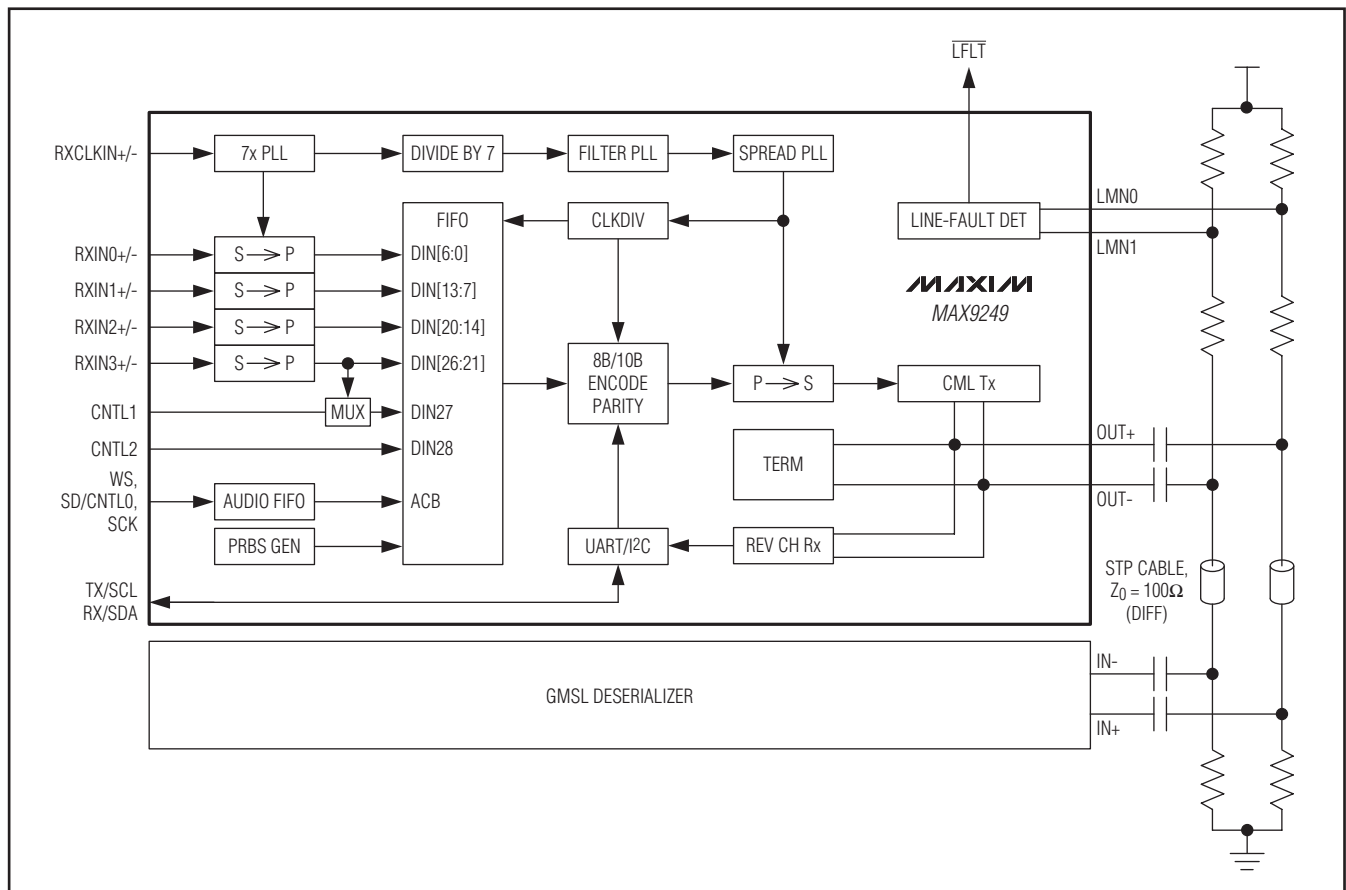 LFLT
RXCLKIN+/-
7x PLL
DIVIDE BY 7
FILTER PLL
SPREAD PLL
LMN0
FIFO
CLKDIV
LINE-FAULT DET
LMN1
RXIN0+/-
S P
DIN[6:0]
RXIN1+/-
S P
DIN[13:7]
MAXIM
MAX9249
RXIN2+/-
S P
DIN[20:14]
RXIN3+/-
S P
DIN[26:21]
8B/10B
ENCODE
PARITY
P S
CML Tx
CNTL1
MUX
DIN27
CNTL2
DIN28
TERM
OUT+
OUT-
WS,
SD/CNTL0,
SCK
AUDIO FIFO
ACB
PRBS GEN
UART/I²C
REV CH Rx
TX/SCL
RX/SDA
STP CABLE,
Z0 = 100Ω
(DIFF)
GMSL DESERIALIZER
IN-
IN+